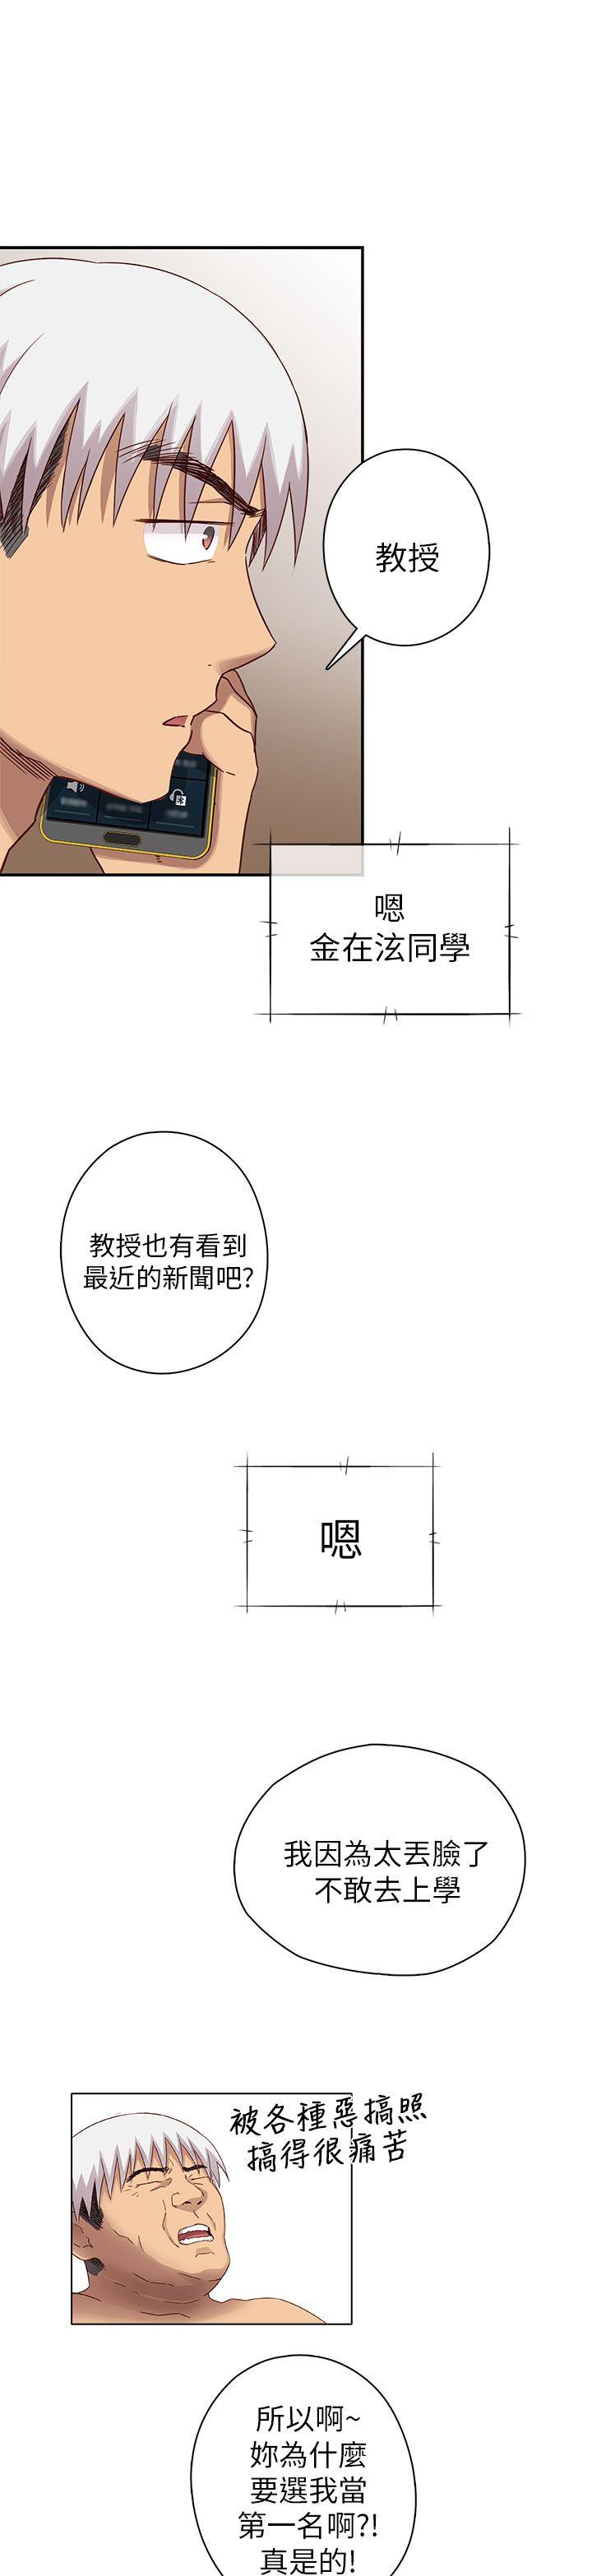 教授
嗯
金在泫同學
教授也有看到
最近的新聞吧?
嗯
我因為太丟臉了
不敢去上學
被各種惡搞照
搞得很痛苦
所以啊~
妳為什麼
要選我當
第一名啊?!
真是的!